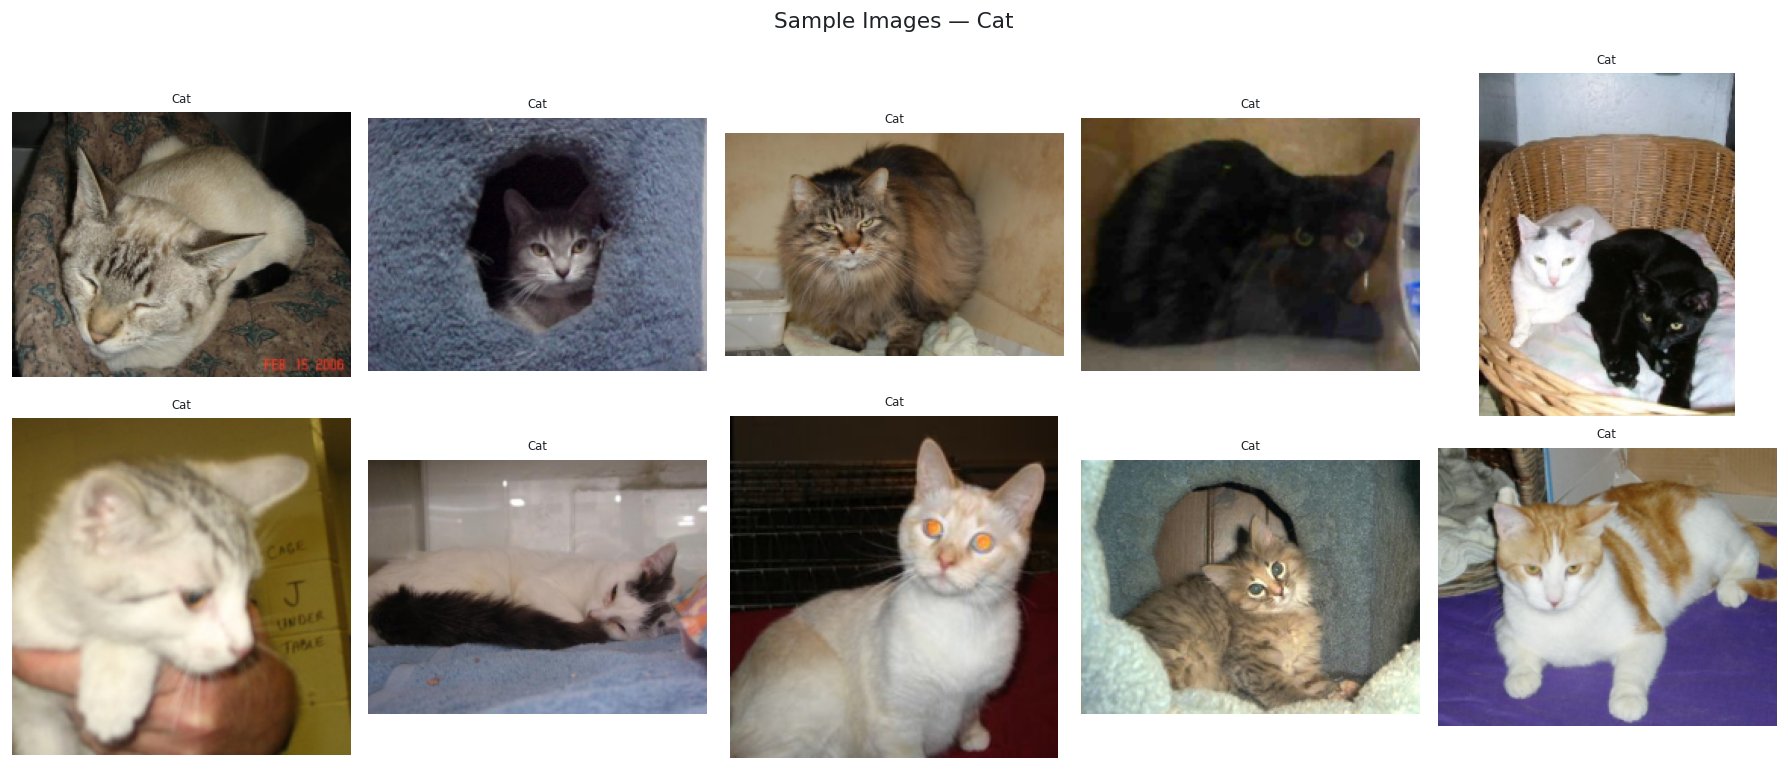 Sample Images — Cat
Cat
Cat
Cat
Cat
Cat
FEB 15 2006
Cat
Cat
Cat
Cat
Cat
CAGE
J
UNDER
TABLE